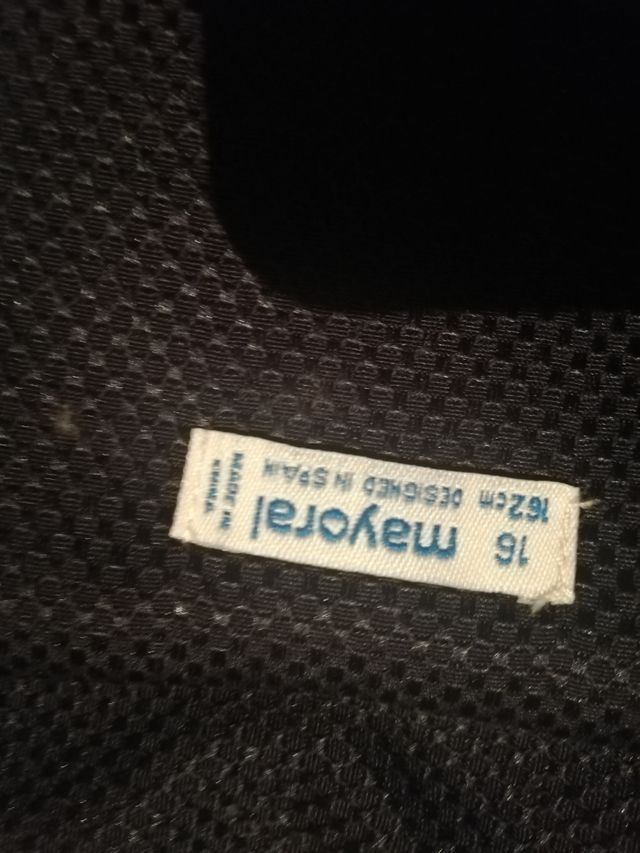 16 mayoral
162cm DESIGNED IN SPAIN
MADE IN